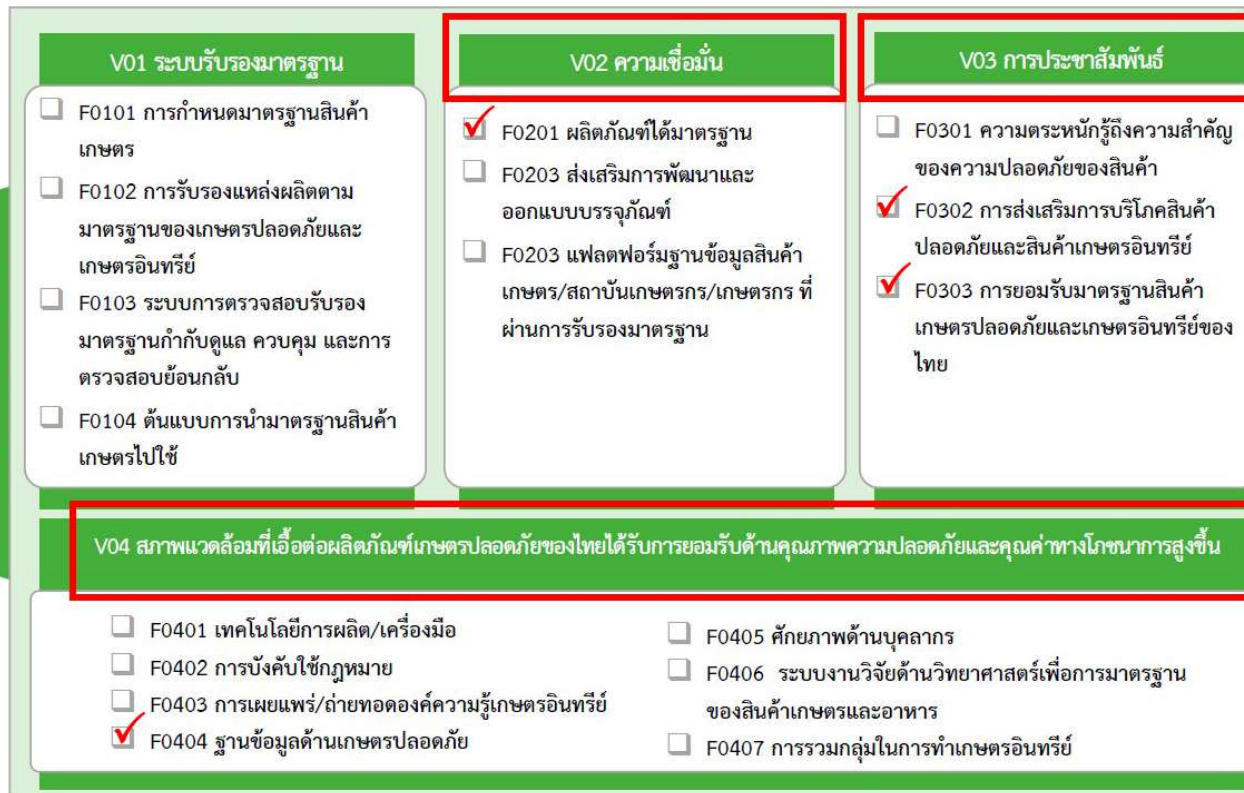 V01 ระบบรับรองมาตรฐาน
F0101 การกำหนดมาตรฐานสินค้า
เกษตร
F0102 การรับรองแหล่งผลิตตาม
มาตรฐานของเกษตรปลอดภัยและ
เกษตรอินทรีย์
F0103 ระบบการตรวจสอบรับรอง
มาตรฐานกำกับดูแล ควบคุม และการ
ตรวจสอบย้อนกลับ
F0104 ต้นแบบการนำมาตรฐานสินค้า
เกษตรไปใช้
V02 ความเชื่อมั่น
F0201 ผลิตภัณฑ์ได้มาตรฐาน
F0203 ส่งเสริมการพัฒนาและ
ออกแบบบรรจุภัณฑ์
F0203 แฟลตฟอร์มฐานข้อมูลสินค้า
เกษตร/สถาบันเกษตรกร/เกษตรกร ที่
ผ่านการรับรองมาตรฐาน
V03 การประชาสัมพันธ์
F0301 ความตระหนักรู้ถึงความสำคัญ
ของความปลอดภัยของสินค้า
F0302 การส่งเสริมการบริโภคสินค้า
ปลอดภัยและสินค้าเกษตรอินทรีย์
F0303 การยอมรับมาตรฐานสินค้า
เกษตรปลอดภัยและเกษตรอินทรีย์ของ
ไทย
V04 สภาพแวดล้อมที่เอื้อต่อผลิตภัณฑ์เกษตรปลอดภัยของไทยได้รับการยอมรับด้านคุณภาพความปลอดภัยและคุณค่าทางโภชนาการสูงขึ้น
F0401 เทคโนโลยีการผลิต/เครื่องมือ
F0402 การบังคับใช้กฎหมาย
F0403 การเผยแพร่/ถ่ายทอดองค์ความรู้เกษตรอินทรีย์
F0404 ฐานข้อมูลด้านเกษตรปลอดภัย
F0405 ศักยภาพด้านบุคลากร
F0406 ระบบงานวิจัยด้านวิทยาศาสตร์เพื่อการมาตรฐาน
ของสินค้าเกษตรและอาหาร
F0407 การรวมกลุ่มในการทำเกษตรอินทรีย์